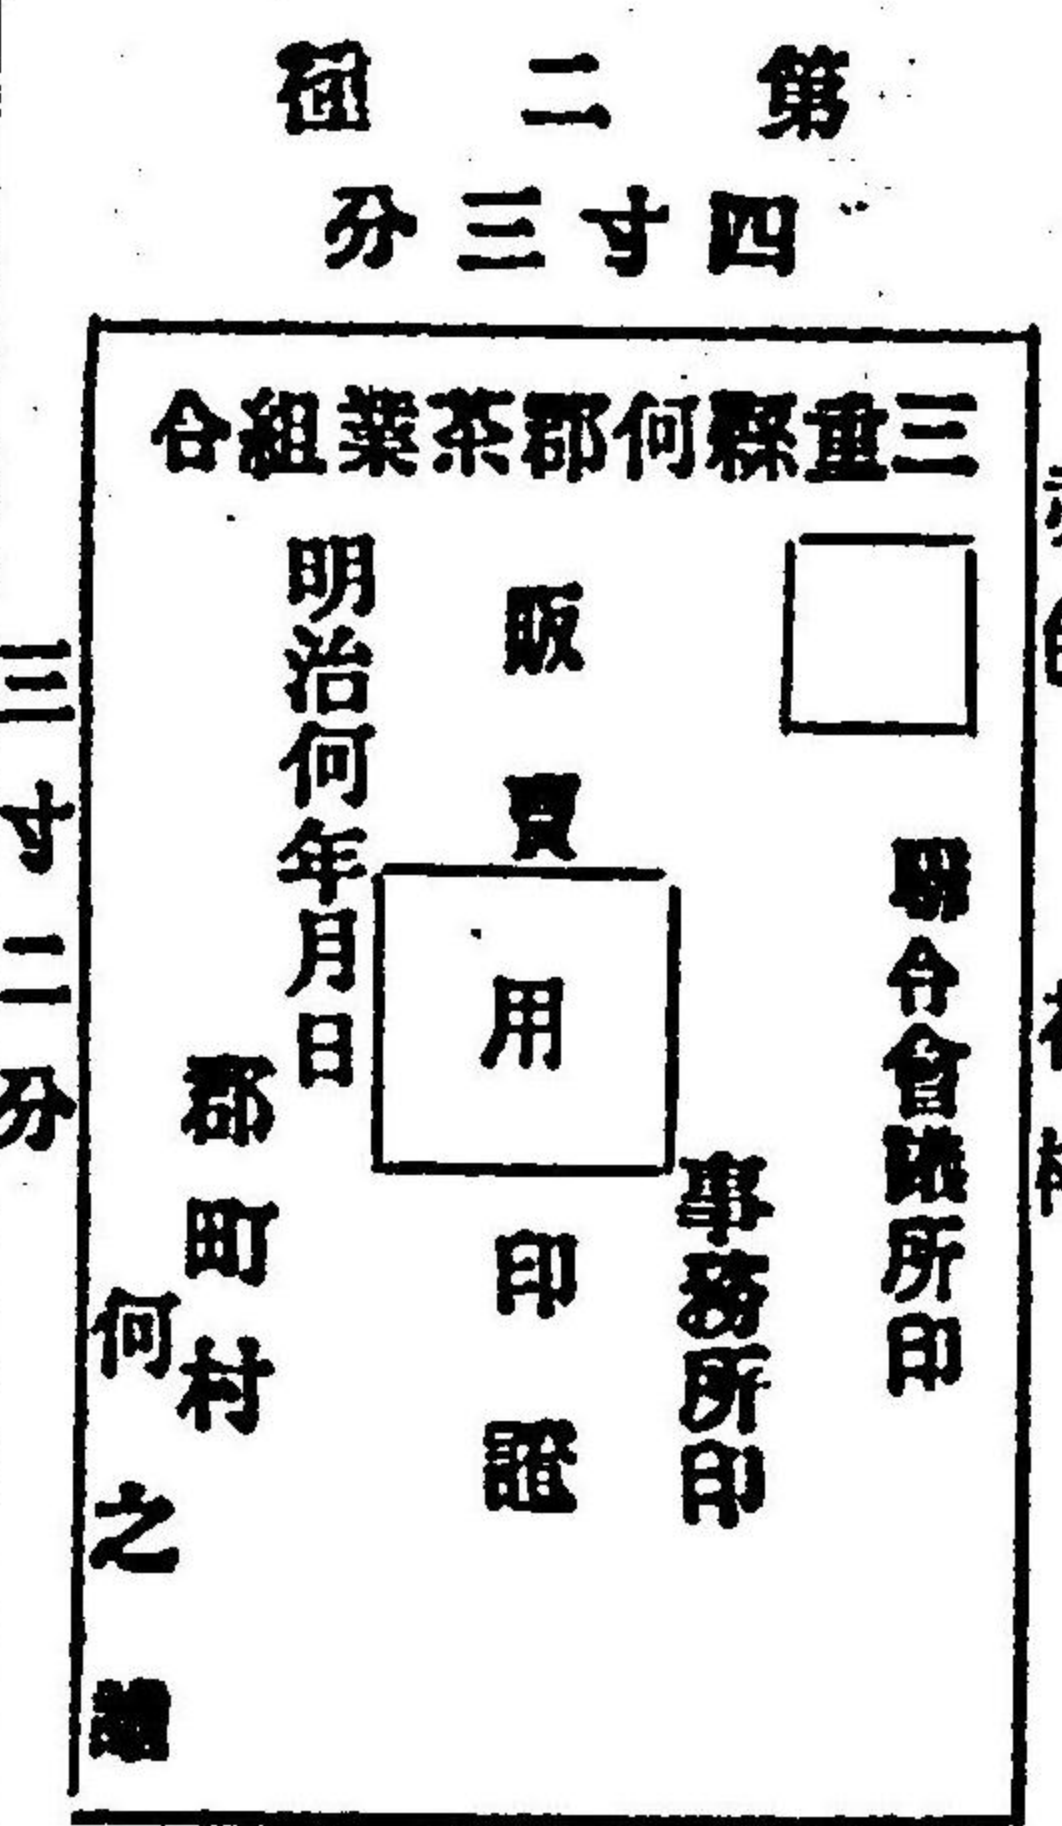 第二種
四寸三分
三重縣何郡茶業組合
聯合會議所印
事務所印
販賣用印證
明治何年月日
郡町村
何之誰
三寸二分